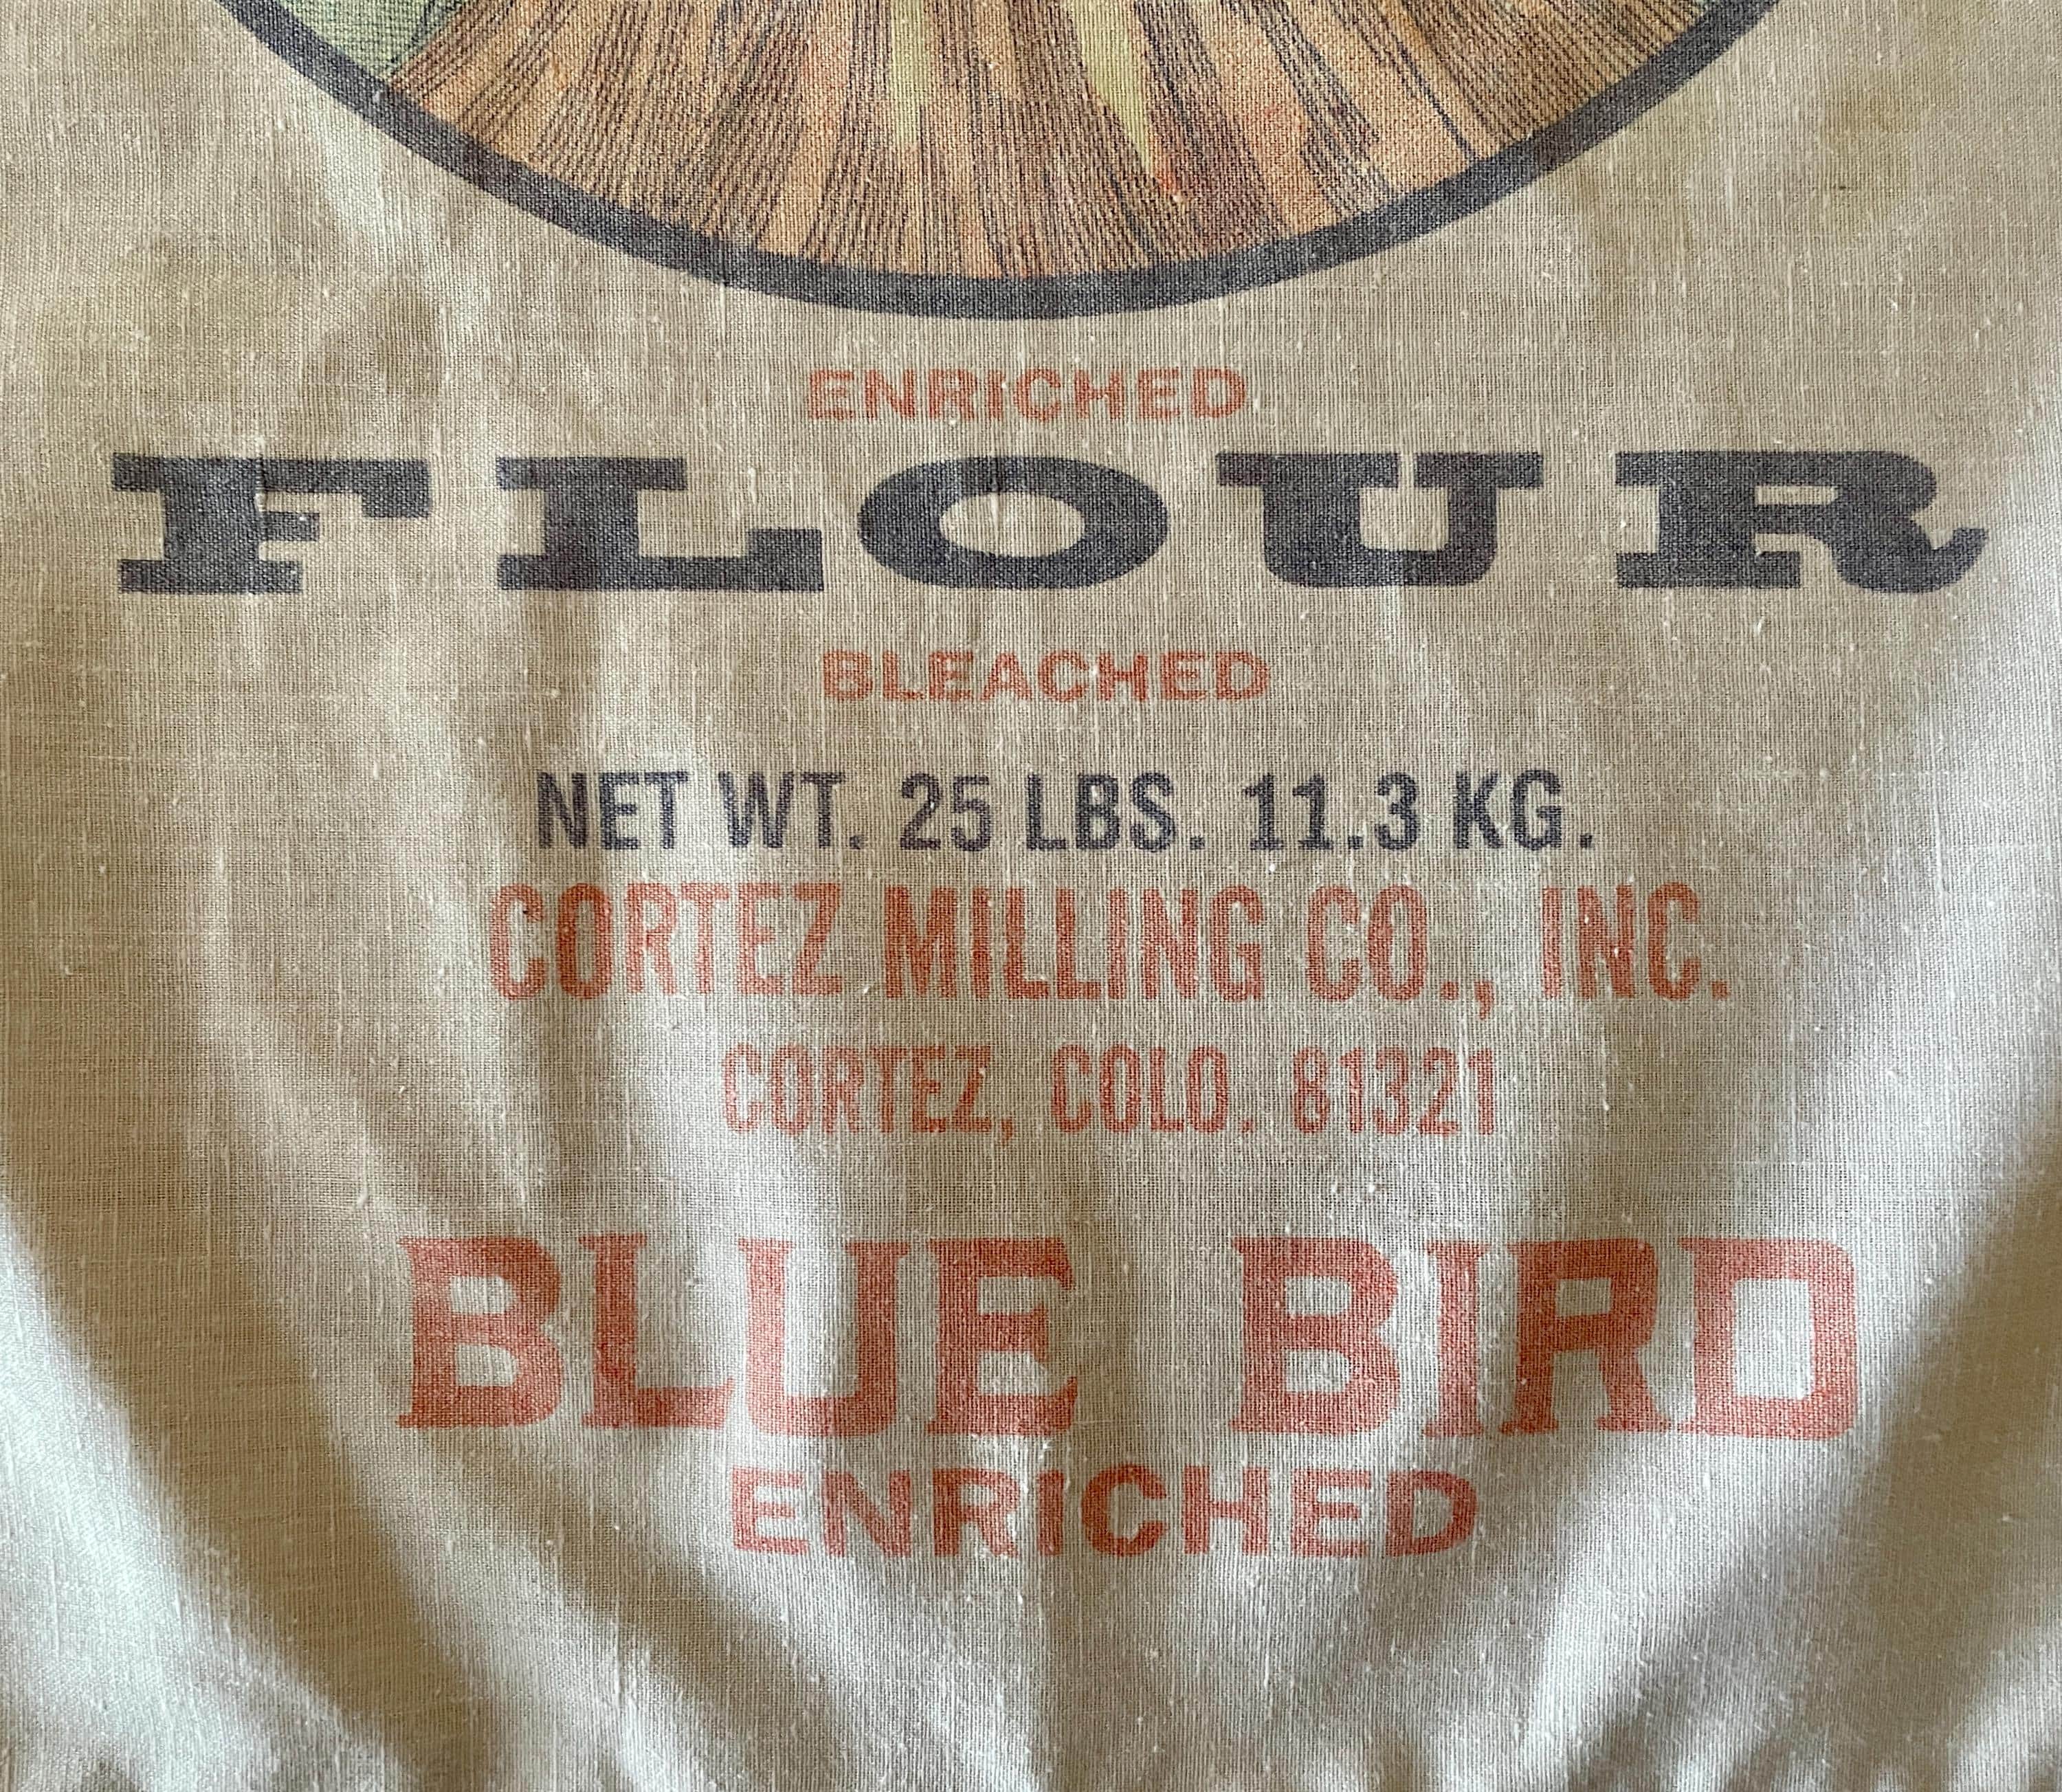 ENRICHED
FLOUR
BLEACHED
NET WT. 25 LBS. 11.3 KG.
CORTEZ MILLING CO., INC.
CORTEZ, COLO. 81321
BLUE BIRD
ENRICHED